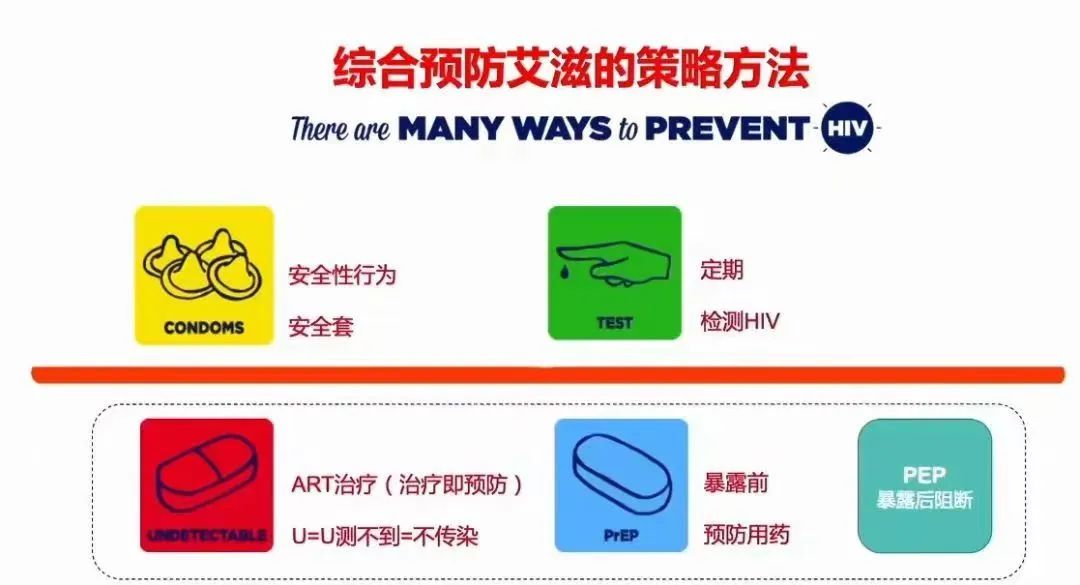 综合预防艾滋的策略方法
There are MANY WAYS to PREVENT HIV
CONDOMS
安全性行为
安全套
TEST
定期
检测HIV
UNDETECTABLE
ART治疗（治疗即预防）
U=U测不到=不传染
PrEP
暴露前
预防用药
PEP
暴露后阻断